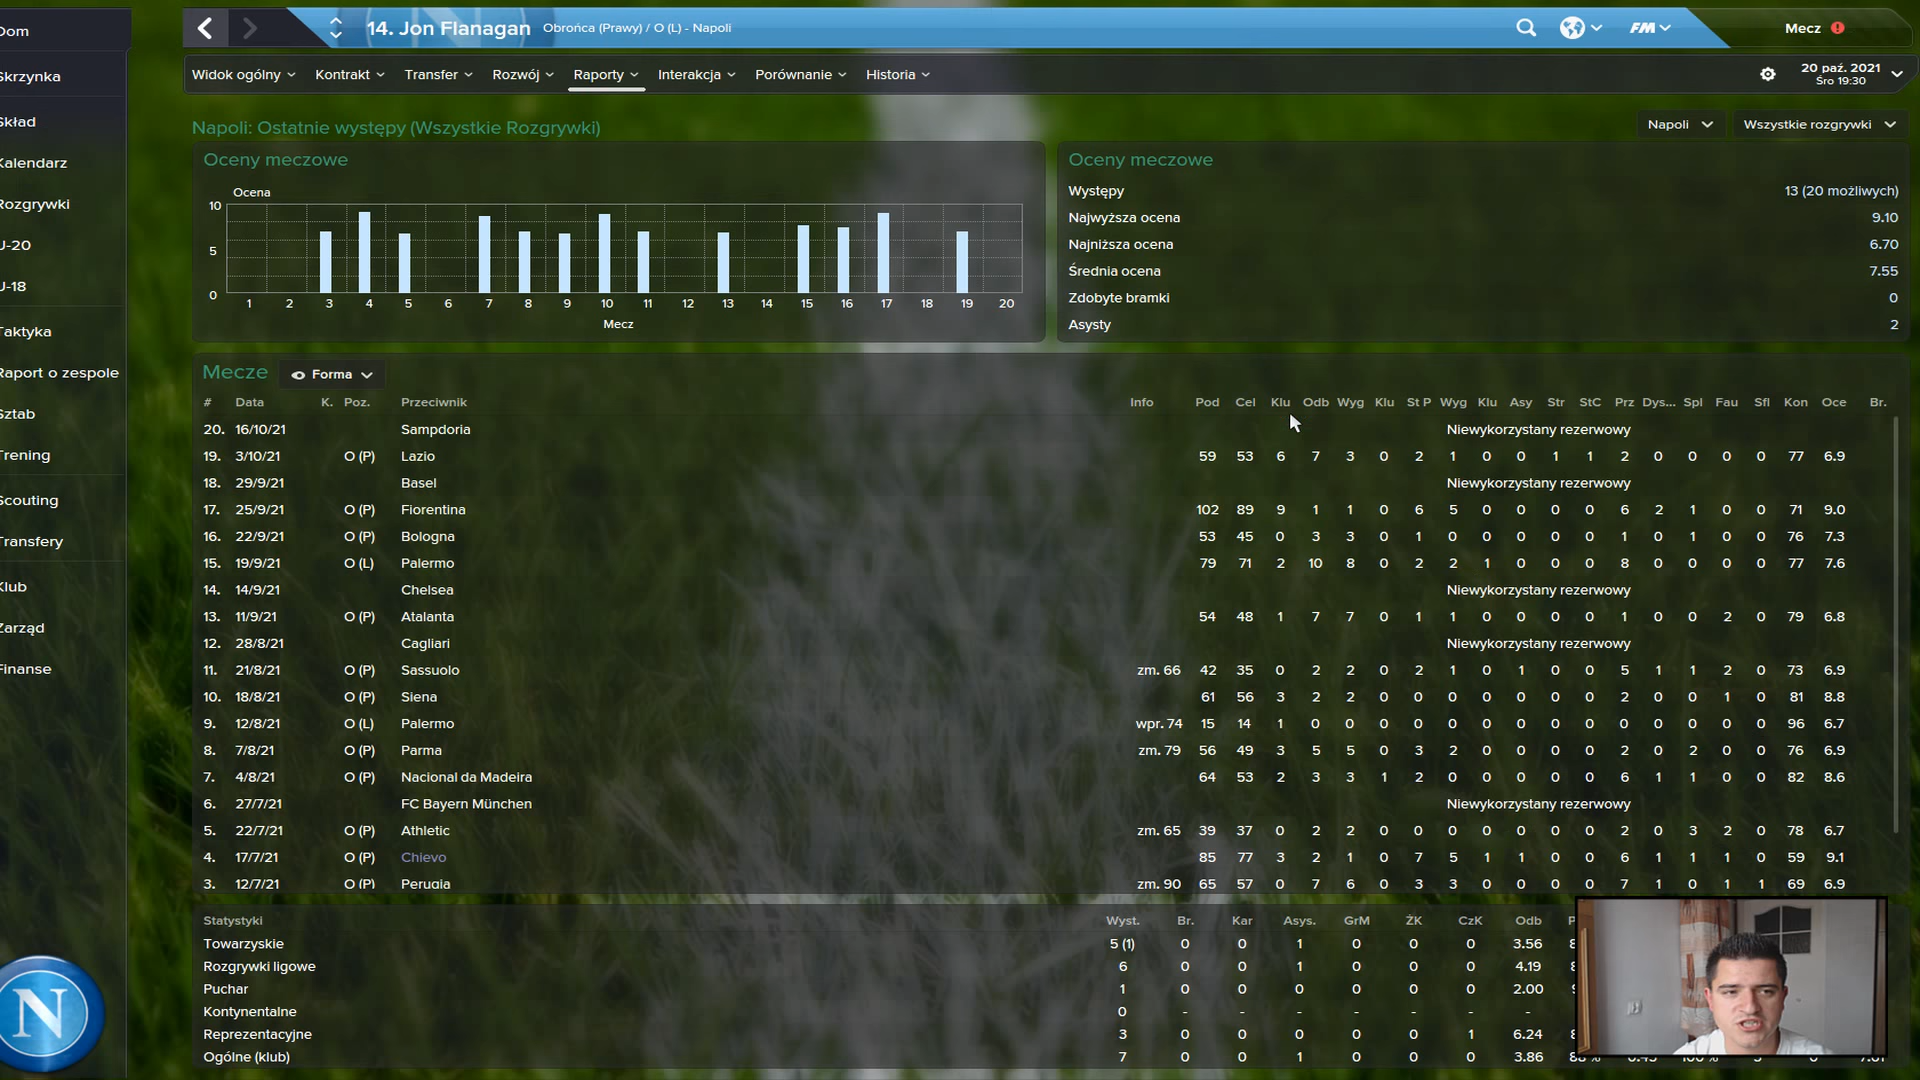 14. Jon Flanagan Obrońca (Prawy) / O (L) - Napoli FM Mecz
Dom
Skrzynka
Skład
Kalendarz
Rozgrywki
U-20
U-18
Taktyka
Raport o zespole
Sztab
Trening
Scouting
Transfery
Klub
Zarząd
Finanse
N
Widok ogólny Kontrakt Transfer Rozwój Raporty Interakcja Porównanie Historia 20 paź. 2021
Śro 19:30
Napoli: Ostatnie występy (Wszystkie Rozgrywki) Napoli Wszystkie rozgrywki
Oceny meczowe
Ocena
10
5
0
1 2 3 4 5 6 7 8 9 10 11 12 13 14 15 16 17 18 19 20
Mecz
Oceny meczowe
Występy 13 (20 możliwych)
Najwyższa ocena 9.10
Najniższa ocena 6.70
Średnia ocena 7.55
Zdobyte bramki 0
Asysty 2
Mecze Forma
# Data K. Poz. Przeciwnik Info Pod Cel Klu Odb Wyg Klu St P Wyg Klu Asy Str StC Prz Dys... Spl Fau Sfl Kon Oce Br.
20. 16/10/21 Sampdoria Niewykorzystany rezerwowy
19. 3/10/21 O (P) Lazio 59 53 6 7 3 0 2 1 0 0 1 1 2 0 0 0 0 77 6.9
18. 29/9/21 Basel Niewykorzystany rezerwowy
17. 25/9/21 O (P) Fiorentina 102 89 9 1 1 0 6 5 0 0 0 0 6 2 1 0 0 71 9.0
16. 22/9/21 O (P) Bologna 53 45 0 3 3 0 1 0 0 0 0 0 1 0 1 0 0 76 7.3
15. 19/9/21 O (L) Palermo 79 71 2 10 8 0 2 2 1 0 0 0 8 0 0 0 0 77 7.6
14. 14/9/21 Chelsea Niewykorzystany rezerwowy
13. 11/9/21 O (P) Atalanta 54 48 1 7 7 0 1 1 0 0 0 0 1 0 0 2 0 79 6.8
12. 28/8/21 Cagliari Niewykorzystany rezerwowy
11. 21/8/21 O (P) Sassuolo zm. 66 42 35 0 2 2 0 2 1 0 1 0 0 5 1 1 2 0 73 6.9
10. 18/8/21 O (P) Siena 61 56 3 2 2 0 0 0 0 0 0 0 2 0 0 1 0 81 8.8
9. 12/8/21 O (L) Palermo wpr. 74 15 14 1 0 0 0 0 0 0 0 0 0 0 0 0 0 0 96 6.7
8. 7/8/21 O (P) Parma zm. 79 56 49 3 5 5 0 3 2 0 0 0 0 2 0 2 0 0 76 6.9
7. 4/8/21 O (P) Nacional da Madeira 64 53 2 3 3 1 2 0 0 0 0 0 6 1 1 0 0 82 8.6
6. 27/7/21 FC Bayern München Niewykorzystany rezerwowy
5. 22/7/21 O (P) Athletic zm. 65 39 37 0 2 2 0 0 0 0 0 0 0 2 0 3 2 0 78 6.7
4. 17/7/21 O (P) Chievo 85 77 3 2 1 0 7 5 1 1 0 0 6 1 1 1 0 59 9.1
3. 12/7/21 O (P) Perugia zm. 90 65 57 0 7 6 0 3 3 0 0 0 0 7 1 0 1 1 69 6.9
Statystyki Wyst. Br. Kar Asys. GrM ŻK CzK Odb
Towarzyskie 5 (1) 0 0 1 0 0 0 3.56
Rozgrywki ligowe 6 0 0 1 0 0 0 4.19
Puchar 1 0 0 0 0 0 0 2.00
Kontynentalne 0 - - - - - - -
Reprezentacyjne 3 0 0 0 0 0 1 6.24
Ogólne (klub) 7 0 0 1 0 0 0 3.86